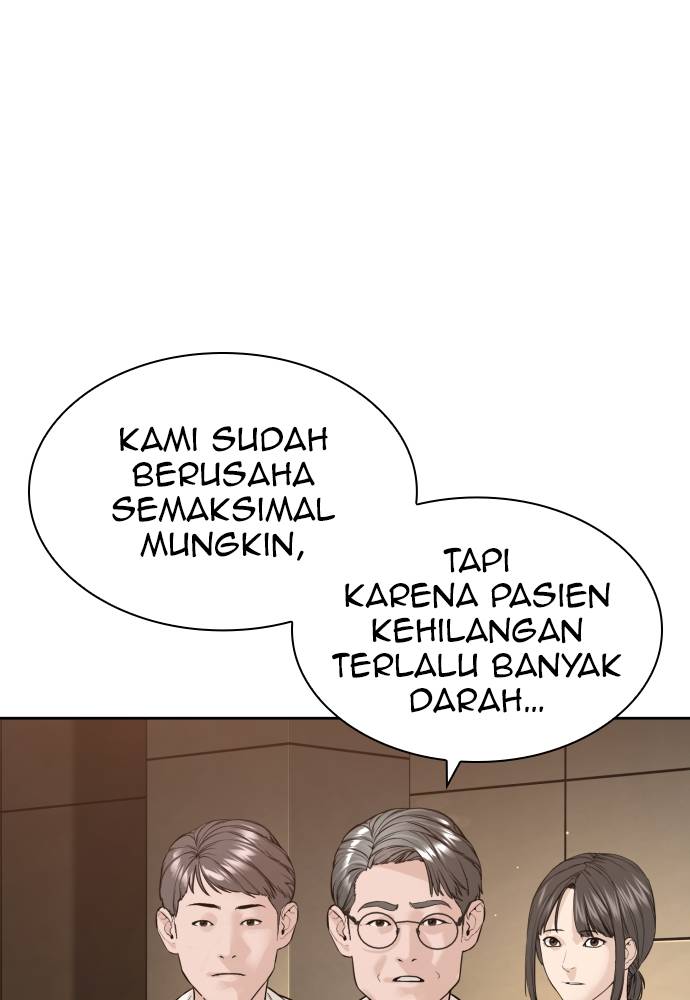 KAMI SUDAH
BERUSAHA
SEMAKSIMAL
MUNGKIN,
TAPI
KARENA PASIEN
KEHILANGAN
TERLALU BANYAK
DARAH...